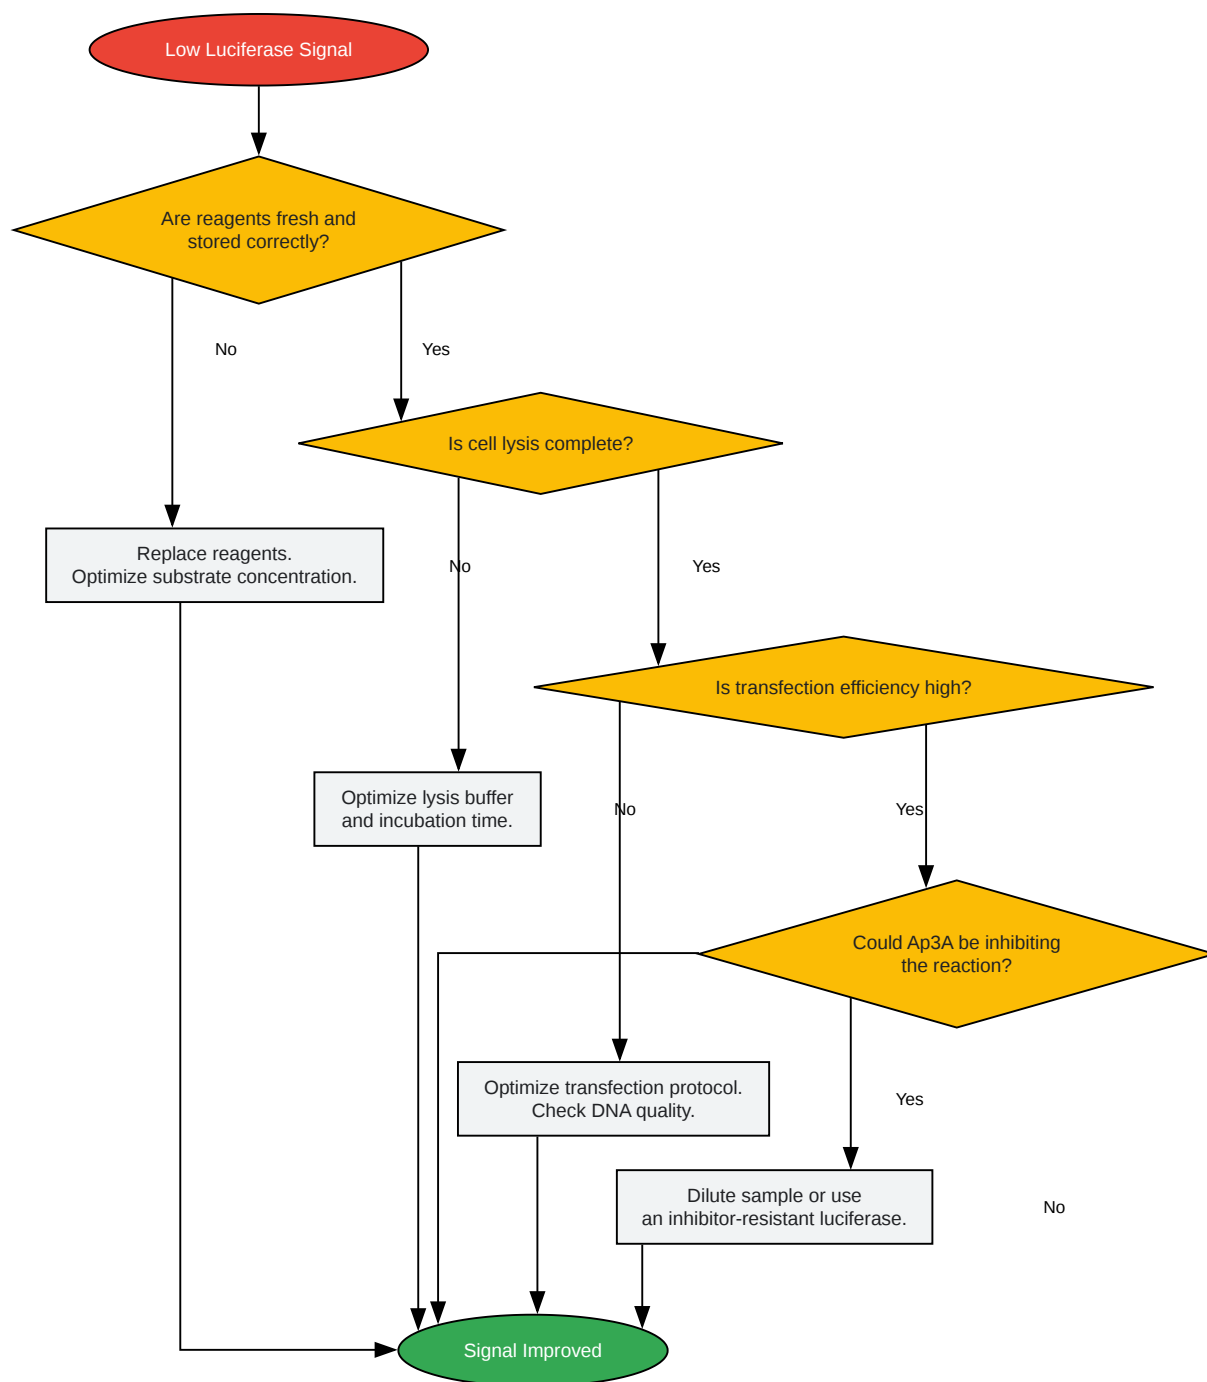 Low Luciferase Signal
Are reagents fresh and
stored correctly?
No
Yes
Is cell lysis complete?
Replace reagents.
Optimize substrate concentration.
No
Yes
Is transfection efficiency high?
Optimize lysis buffer
and incubation time.
No
Yes
Could Ap3A be inhibiting
the reaction?
Optimize transfection protocol.
Check DNA quality.
Yes
Dilute sample or use
an inhibitor-resistant luciferase.
No
Signal Improved